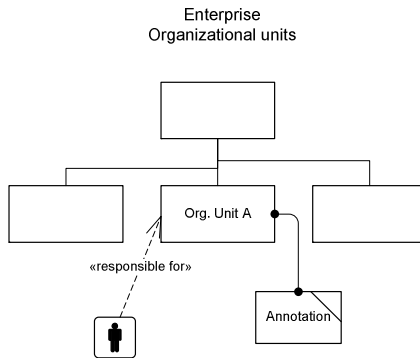 Enterprise
Organizational units
Org. Unit A
«responsible for»
Annotation